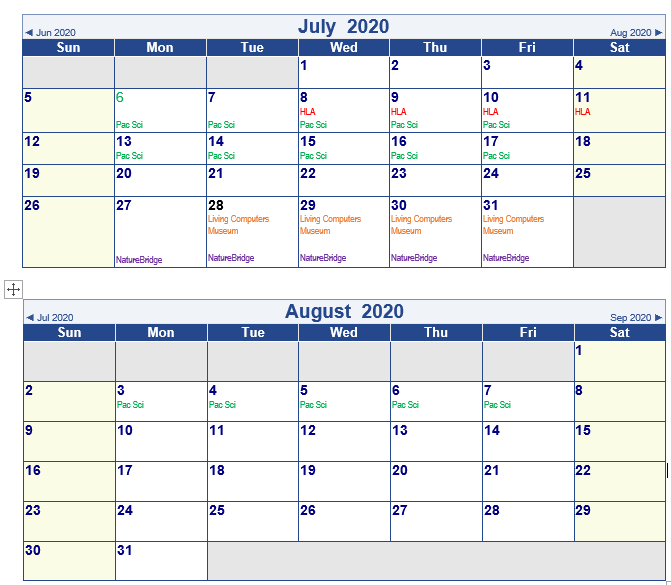 ◄ Jun 2020 July 2020 Aug 2020 ►
Sun Mon Tue Wed Thu Fri Sat
1 2 3 4
5 6 7 8 9 10 11
HLA HLA HLA HLA
Pac Sci Pac Sci Pac Sci Pac Sci Pac Sci
12 13 14 15 16 17 18
Pac Sci Pac Sci Pac Sci Pac Sci Pac Sci
19 20 21 22 23 24 25
26 27 28 29 30 31
Living Computers Living Computers Living Computers Living Computers
Museum Museum Museum Museum
NatureBridge NatureBridge NatureBridge NatureBridge NatureBridge
◄ Jul 2020 August 2020 Sep 2020 ►
Sun Mon Tue Wed Thu Fri Sat
1
2 3 4 5 6 7 8
Pac Sci Pac Sci Pac Sci Pac Sci Pac Sci
9 10 11 12 13 14 15
16 17 18 19 20 21 22
23 24 25 26 27 28 29
30 31